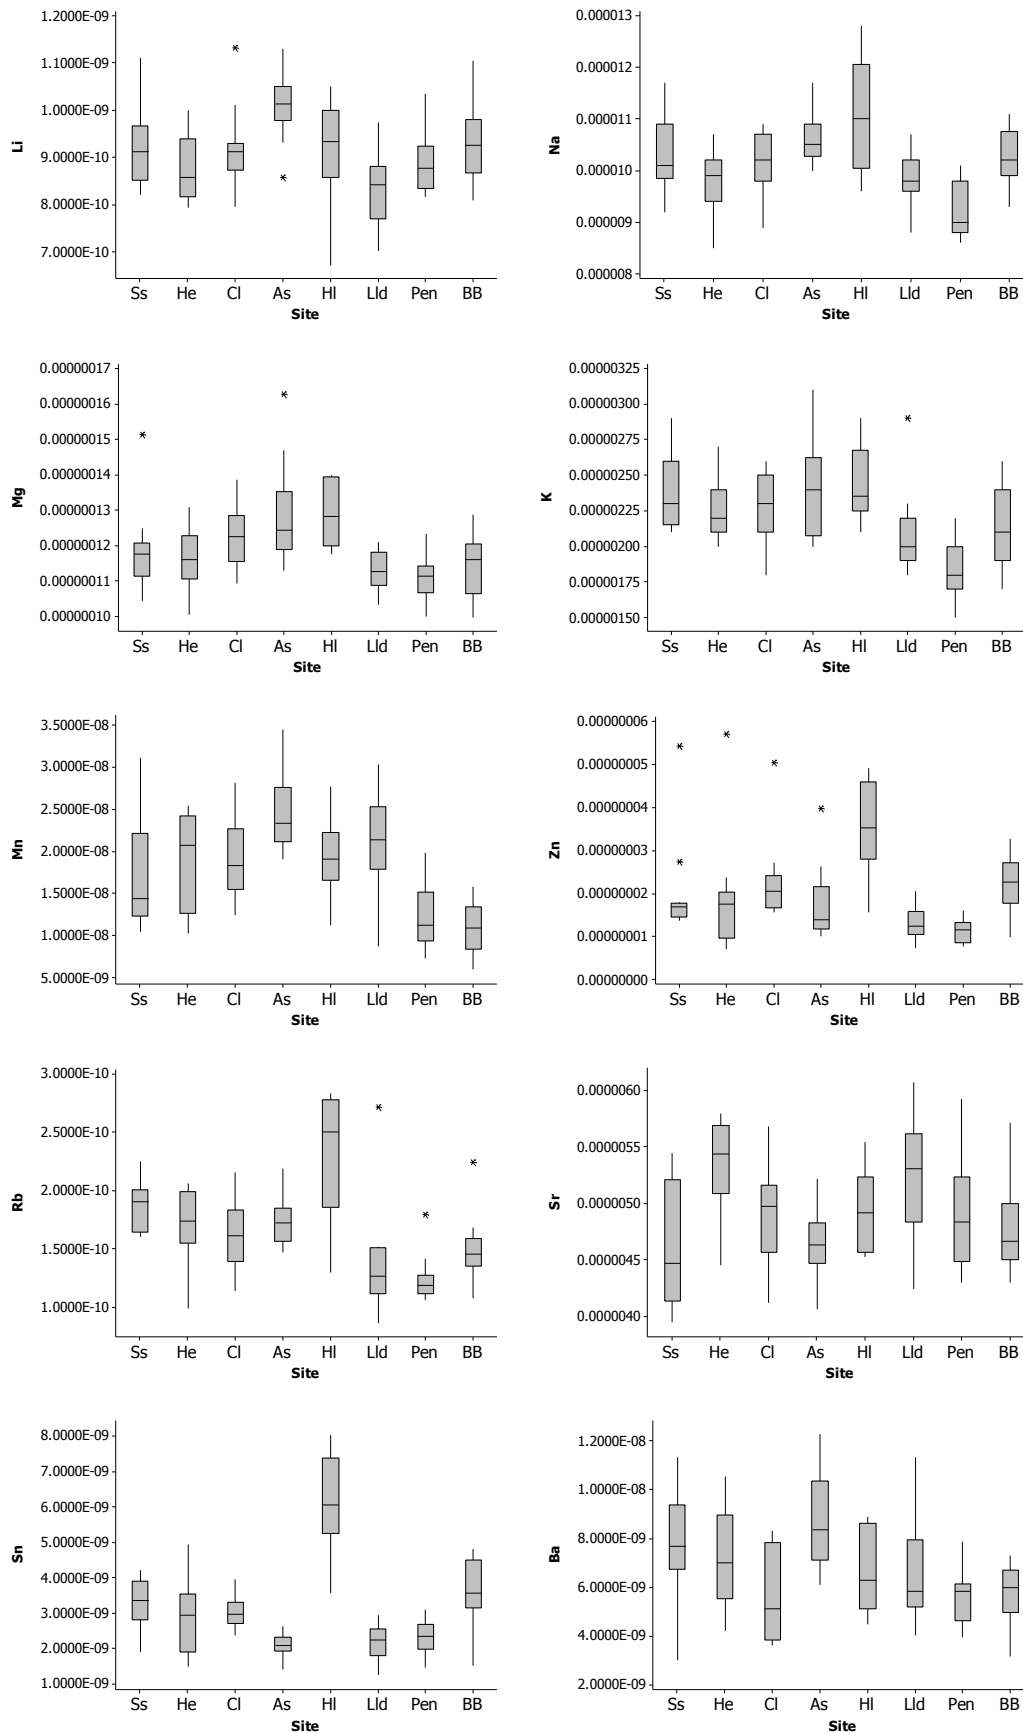 1.2000E-09
1.1000E-09
1.0000E-09
9.0000E-10
8.0000E-10
7.0000E-10
Li
Ss He Cl As Hl Lld Pen BB
Site
0.000013
0.000012
0.000011
0.000010
0.000009
0.000008
Na
Ss He Cl As Hl Lld Pen BB
Site
0.00000017
0.00000016
0.00000015
0.00000014
0.00000013
0.00000012
0.00000011
0.00000010
Mg
Ss He Cl As Hl Lld Pen BB
Site
0.00000325
0.00000300
0.00000275
0.00000250
0.00000225
0.00000200
0.00000175
0.00000150
K
Ss He Cl As Hl Lld Pen BB
Site
3.5000E-08
3.0000E-08
2.5000E-08
2.0000E-08
1.5000E-08
1.0000E-08
5.0000E-09
Mn
Ss He Cl As Hl Lld Pen BB
Site
0.00000006
0.00000005
0.00000004
0.00000003
0.00000002
0.00000001
0.00000000
Zn
Ss He Cl As Hl Lld Pen BB
Site
3.0000E-10
2.5000E-10
2.0000E-10
1.5000E-10
1.0000E-10
Rb
Ss He Cl As Hl Lld Pen BB
Site
0.0000060
0.0000055
0.0000050
0.0000045
0.0000040
Sr
Ss He Cl As Hl Lld Pen BB
Site
8.0000E-09
7.0000E-09
6.0000E-09
5.0000E-09
4.0000E-09
3.0000E-09
2.0000E-09
1.0000E-09
Sn
Ss He Cl As Hl Lld Pen BB
Site
1.2000E-08
1.0000E-08
8.0000E-09
6.0000E-09
4.0000E-09
2.0000E-09
Ba
Ss He Cl As Hl Lld Pen BB
Site